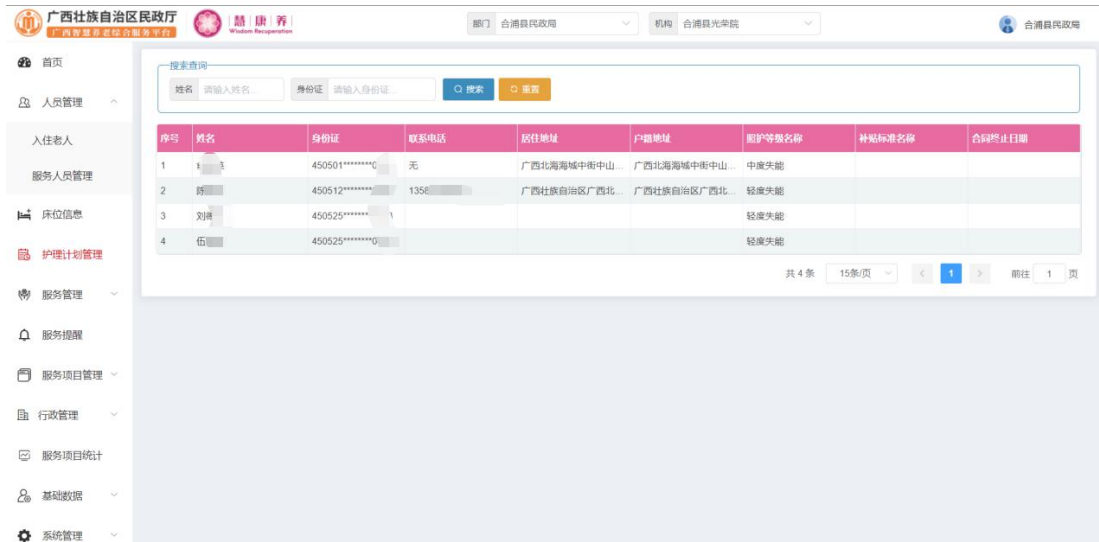 广西壮族自治区民政厅
广西智慧养老综合服务平台
慧康养
Wisdom Recuperation
部门 合浦县民政局
机构 合浦县光荣院
合浦县民政局
首页
人员管理
入住老人
服务人员管理
床位信息
护理计划管理
服务管理
服务提醒
服务项目管理
行政管理
服务项目统计
基础数据
系统管理
搜索查询
姓名 请输入姓名... 身份证 请输入身份证... 搜索 重置
序号 姓名 身份证 联系电话 居住地址 户籍地址 照护等级名称 补贴标准名称 合同终止日期
1 450501********0 无 广西北海海城中街中山... 广西北海海城中街中山... 中度失能
2 陈 450512******** 1358 广西壮族自治区广西北... 广西壮族自治区广西北... 轻度失能
3 刘 450525******* 轻度失能
4 伍 450525********0 轻度失能
共 4 条 15条/页 < 1 > 前往 1 页